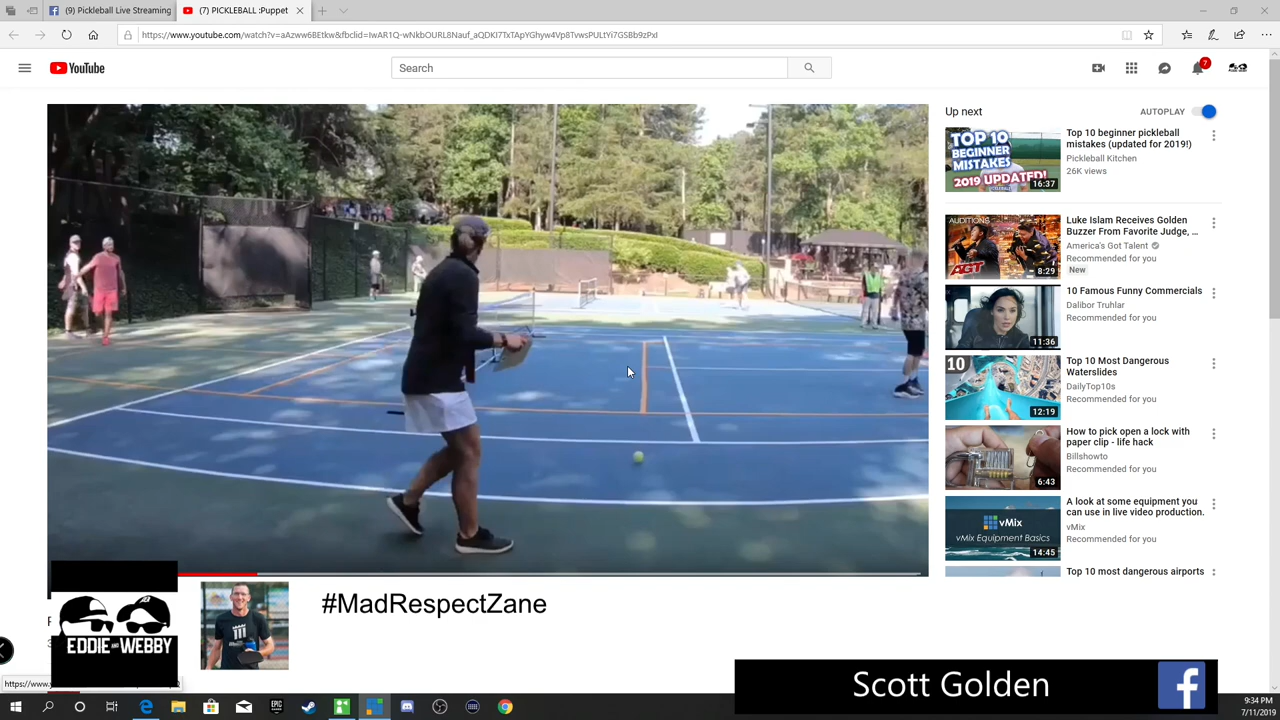 (9) Pickleball Live Streaming
(7) PICKLEBALL :Puppet
https://www.youtube.com/watch?v=aAzww6BEtkw&fbclid=IwAR1Q-wNkbOURL8Nauf_aQDKI7TxTApYGhyw4Vp8TvwsPULtYi7GSBb9zPxI
YouTube
Search
7
Up next
AUTOPLAY
TOP 10
BEGINNER
MISTAKES
2019 UPDATED!
16:37
Top 10 beginner pickleball
mistakes (updated for 2019!)
Pickleball Kitchen
26K views
AUDITIONS
AGT
8:29
Luke Islam Receives Golden
Buzzer From Favorite Judge, ...
America's Got Talent
Recommended for you
New
11:36
10 Famous Funny Commercials
Dalibor Truhlar
Recommended for you
10
12:19
Top 10 Most Dangerous
Waterslides
DailyTop10s
Recommended for you
6:43
How to pick open a lock with
paper clip - life hack
Billshowto
Recommended for you
vMix
vMix Equipment Basics
14:45
A look at some equipment you
can use in live video production.
vMix
Recommended for you
Top 10 most dangerous airports
EDDIE AND WEBBY
#MadRespectZane
Scott Golden
https://www.y
EPIC
GAMES
9:34 PM
7/11/2019